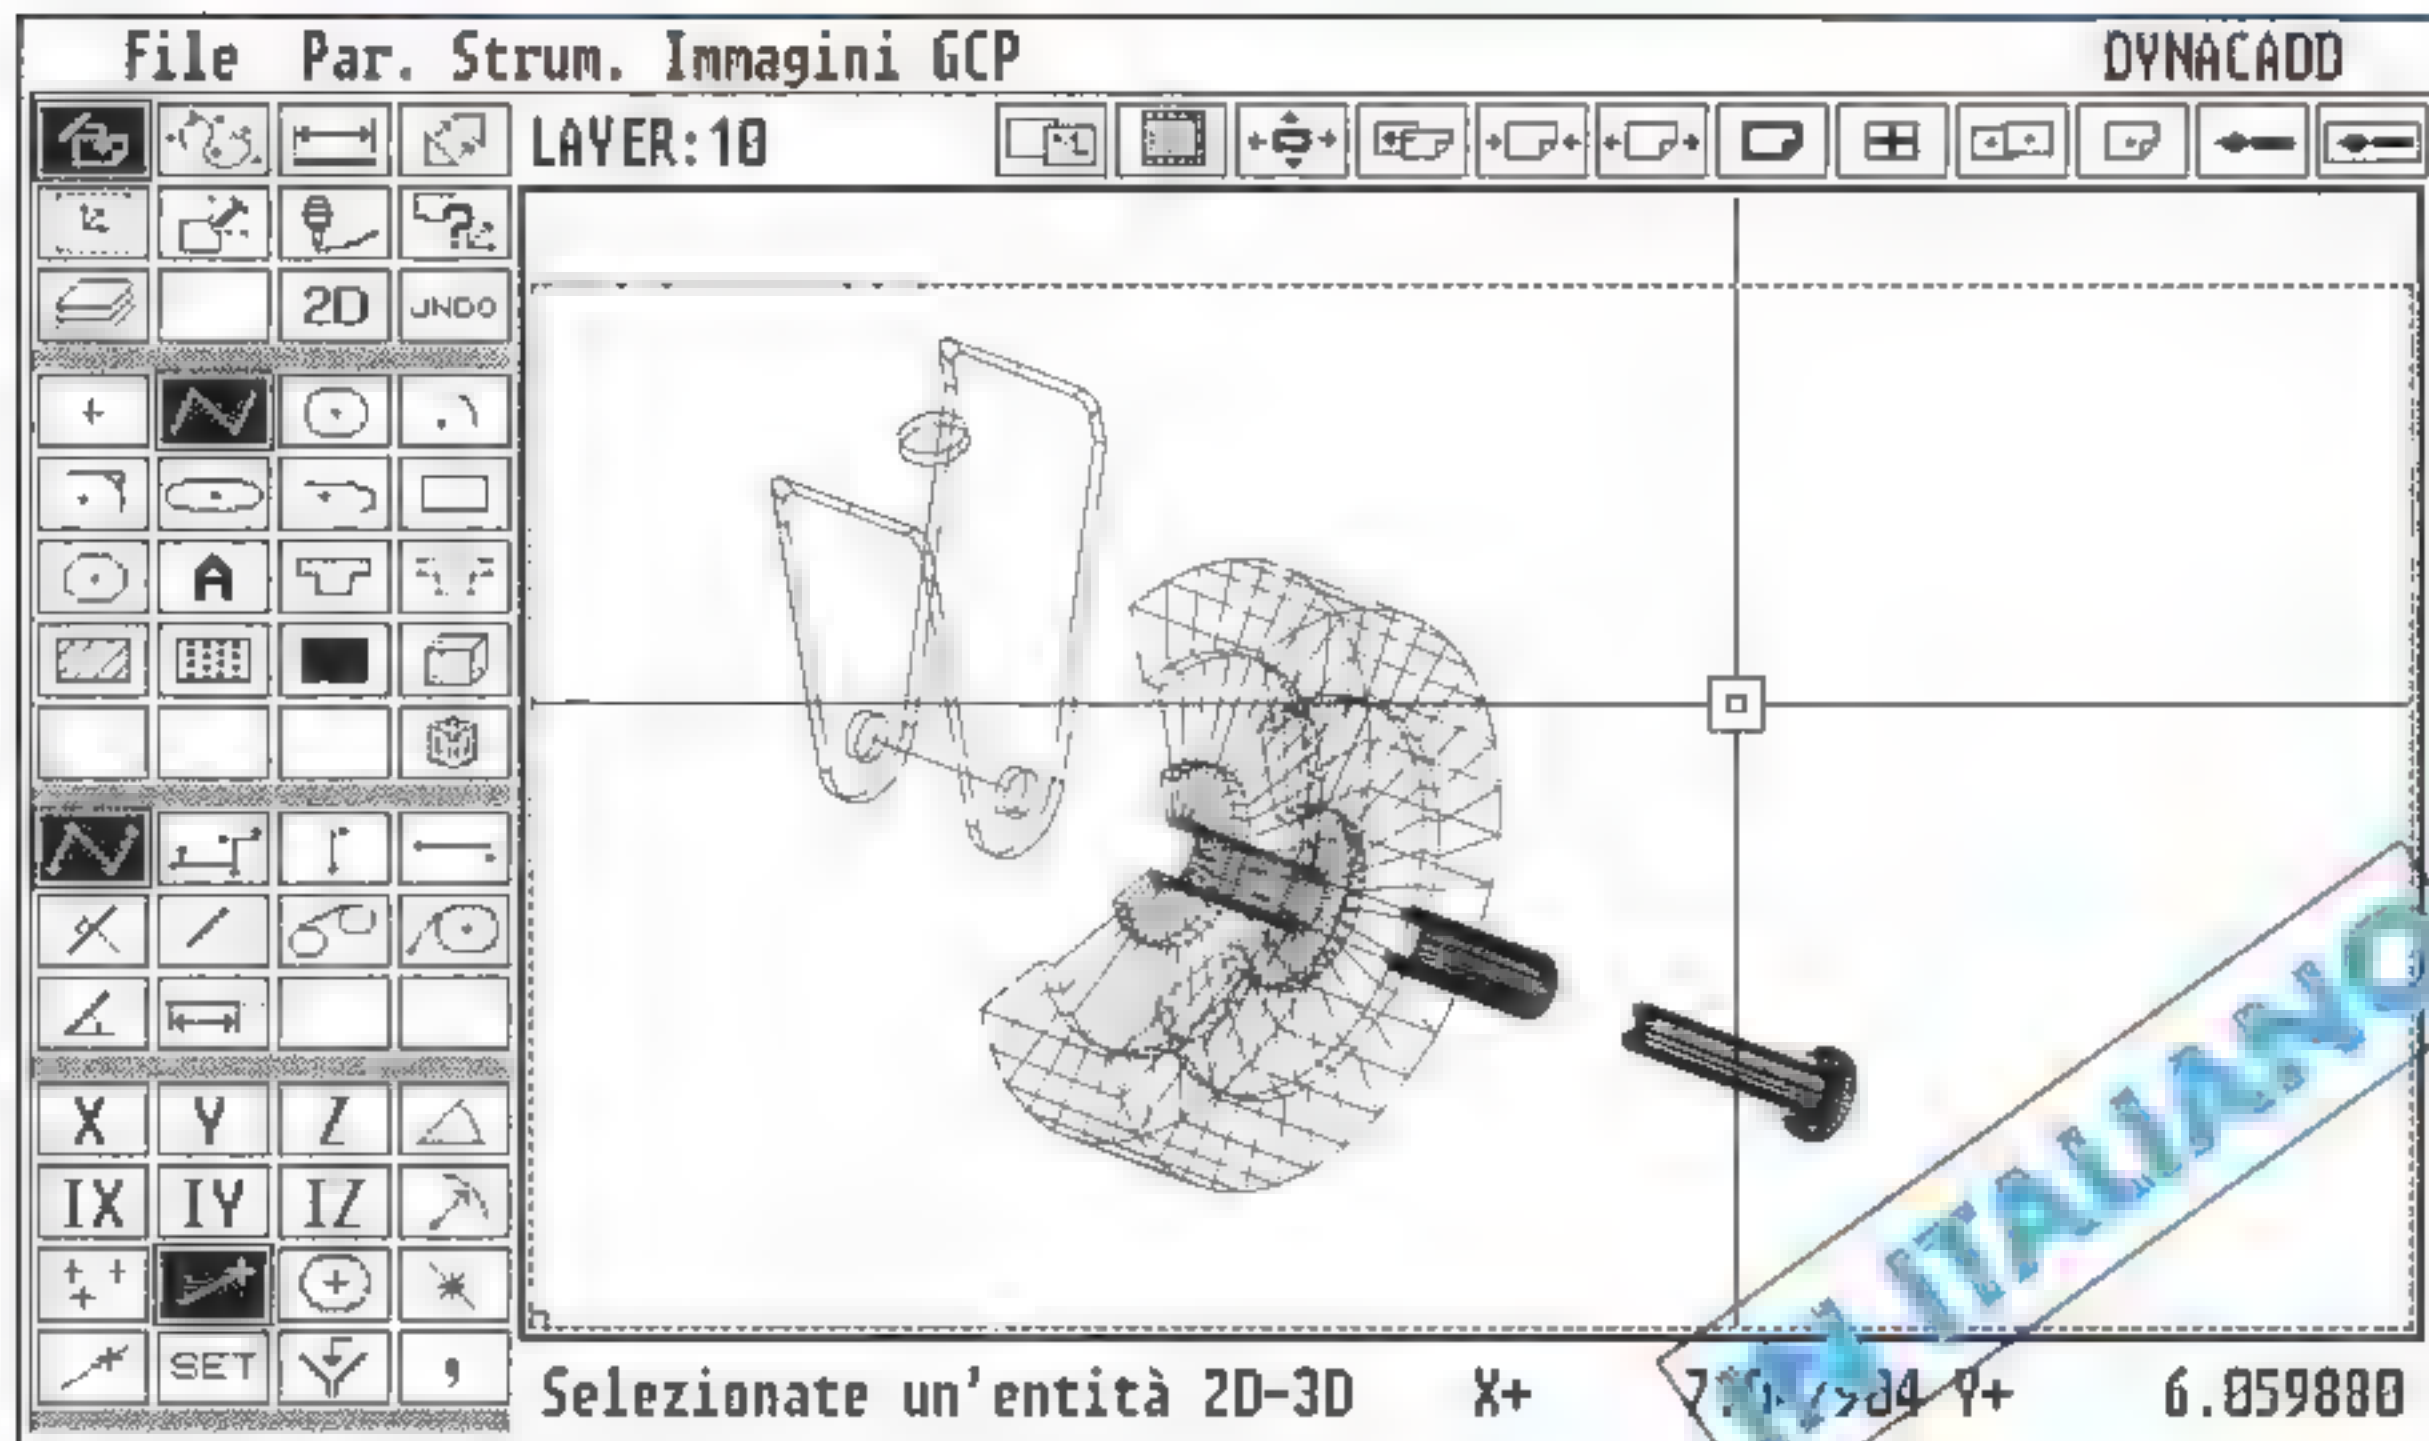 File Par. Strum. Immagini GCP DYNACADD
LAYER:10
2D UNDO
A
X Y Z
IX IY IZ
SET
Selezionate un'entità 2D-3D X+ Y+ 6.059880
ITALIANO